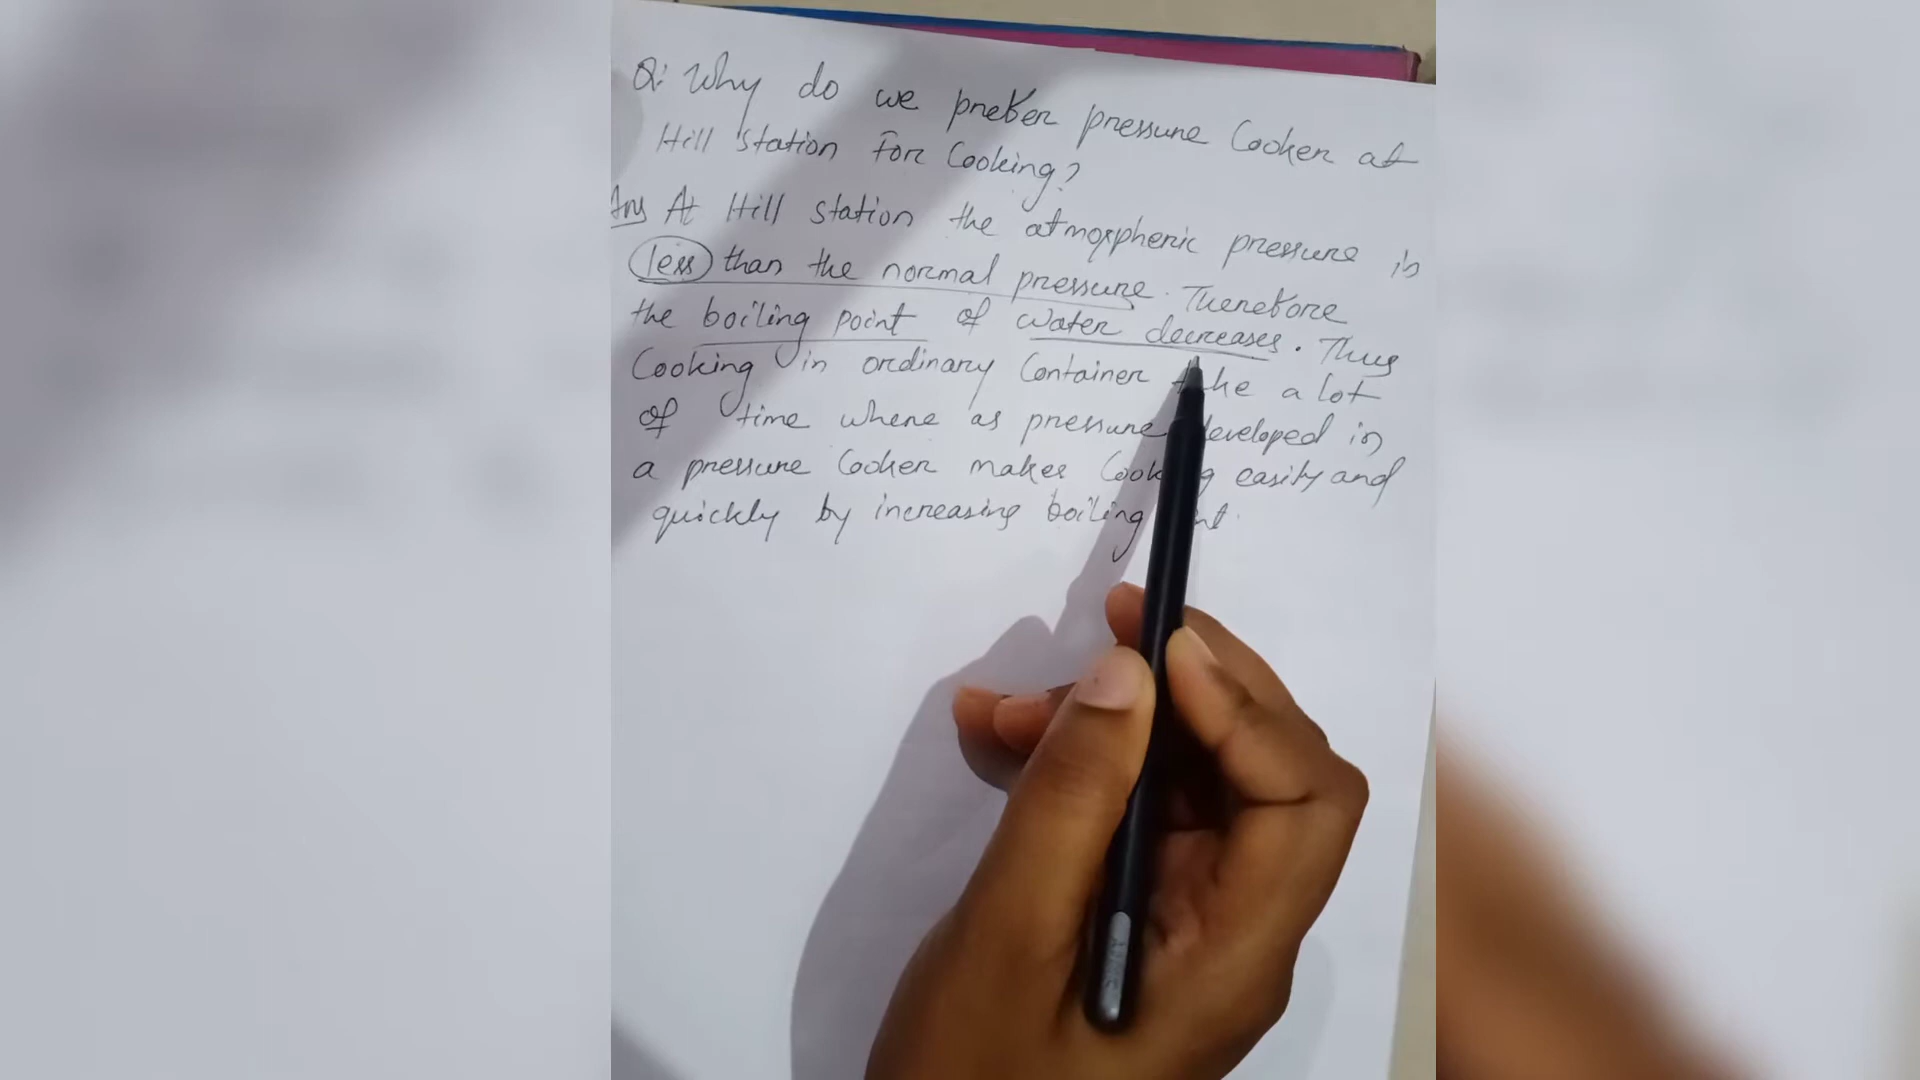 Q: Why do we prefer pressure Cooker at
Hill station For Cooking?
Ans At Hill station the atmospheric pressure is
less than the normal pressure. Therefore
the boiling point of water decreases. Thus
Cooking in ordinary Container take a lot
of time where as pressure developed in
a pressure Cooker makes Cooking easily and
quickly by increasing boiling